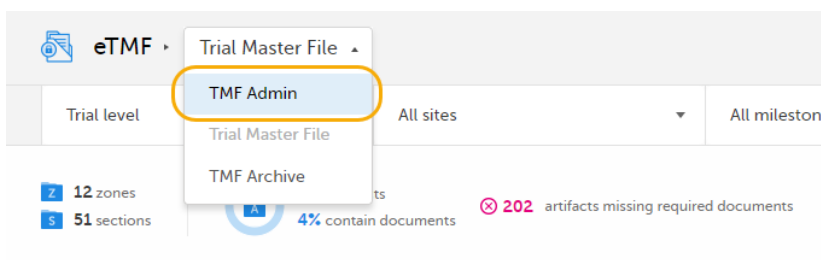 eTMF
Trial Master File
TMF Admin
Trial Master File
TMF Archive
Trial level
All sites
All mileston
Z 12 zones
S 51 sections
A
ts
4% contain documents
202 artifacts missing required documents